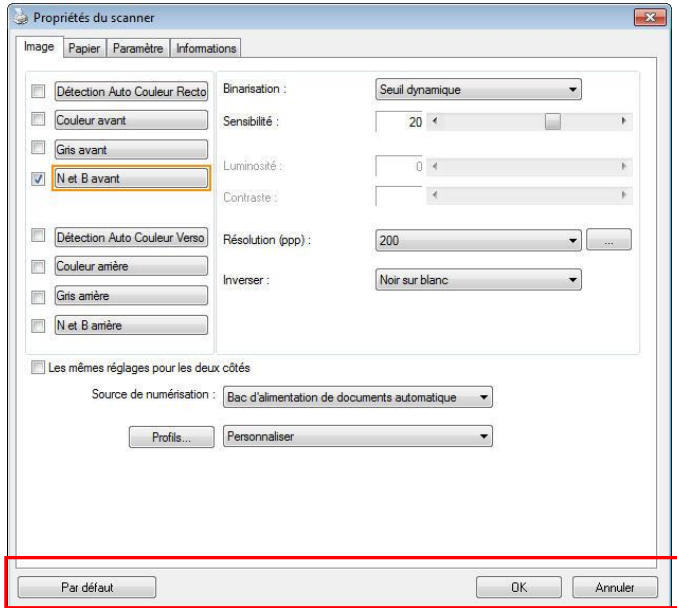 Propriétés du scanner
Image Papier Paramètre Informations
Détection Auto Couleur Recto
Couleur avant
Gris avant
N et B avant
Détection Auto Couleur Verso
Couleur arrière
Gris arrière
N et B arrière
Binarisation : Seuil dynamique
Sensibilité : 20
Luminosité : 0
Contraste :
Résolution (ppp) : 200 ...
Inverser : Noir sur blanc
Les mêmes réglages pour les deux côtés
Source de numérisation : Bac d'alimentation de documents automatique
Profils... Personnaliser
Par défaut OK Annuler